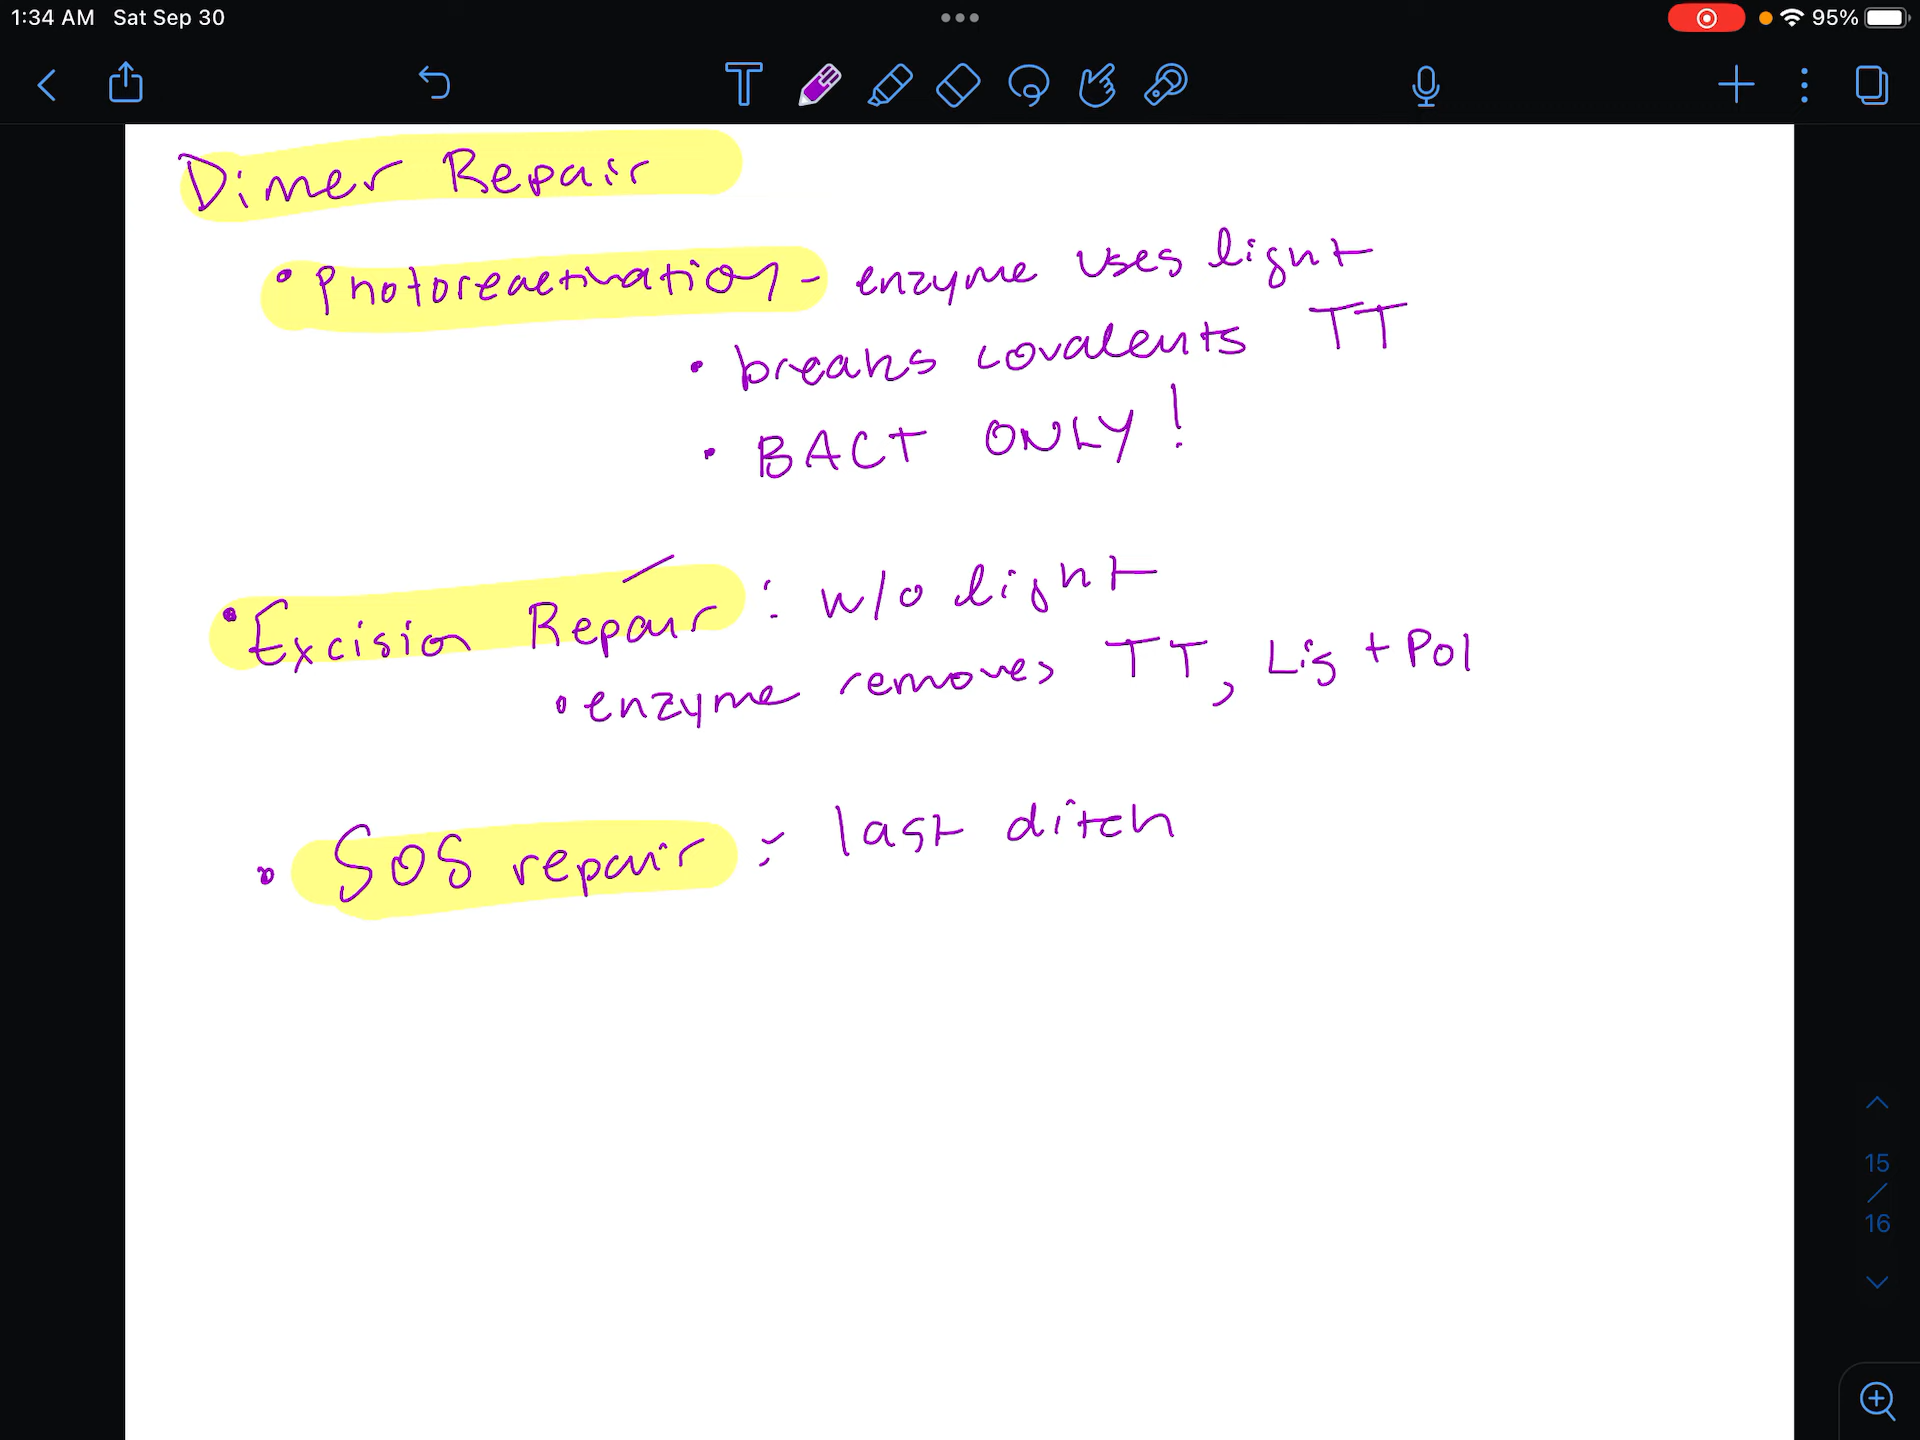 1:34 AM Sat Sep 30
95%
Dimer Repair
• Photoreactivation - enzyme uses light
• breaks covalents TT
• BACT ONLY!
• Excision Repair : w/o light
• enzyme removes TT, Lig + Pol
• SOS repair : last ditch
15
/
16